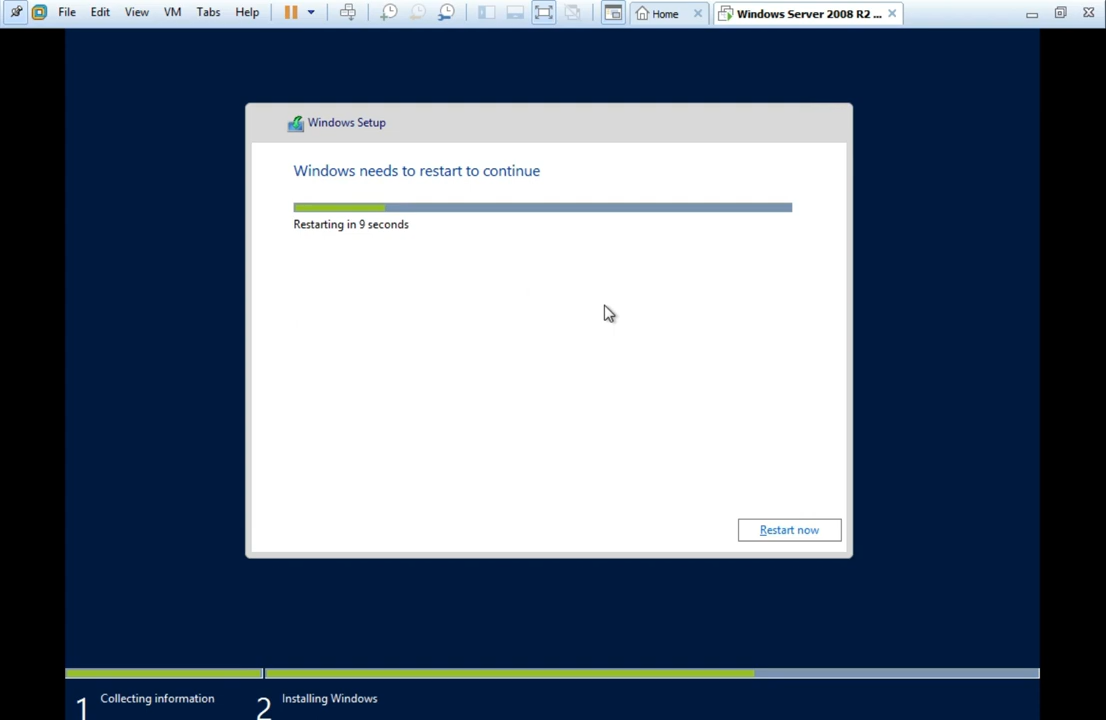 File Edit View VM Tabs Help Home Windows Server 2008 R2 ...
Windows Setup
Windows needs to restart to continue
Restarting in 9 seconds
Restart now
1 Collecting information 2 Installing Windows